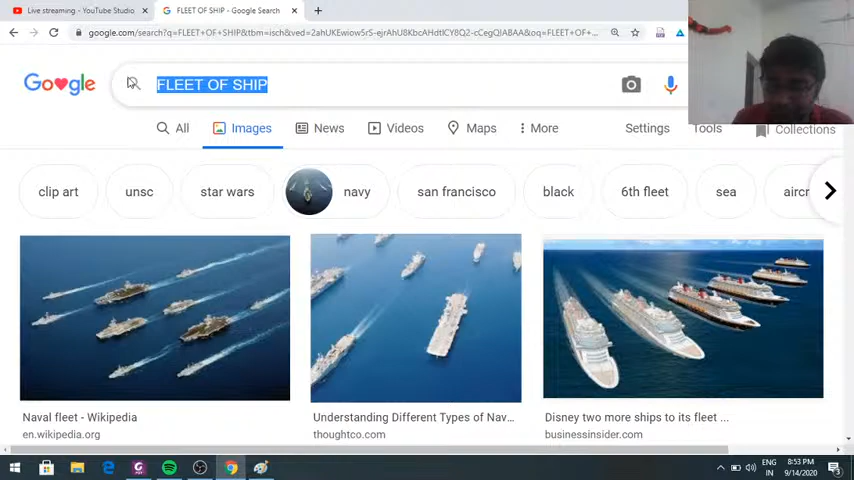 Live streaming - YouTube Studio
FLEET OF SHIP - Google Search
google.com/search?q=FLEET+OF+SHIP&tbm=isch&ved=2ahUKEwiow5rS-ejrAhU8KbcAHdtlCY8Q2-cCegQIABAA&oq=FLEET+OF+...
Google
FLEET OF SHIP
All
Images
News
Videos
Maps
More
Settings
Tools
Collections
clip art
unsc
star wars
navy
san francisco
black
6th fleet
sea
aircr
Naval fleet - Wikipedia
en.wikipedia.org
Understanding Different Types of Nav...
thoughtco.com
Disney two more ships to its fleet ...
businessinsider.com
ENG
IN
8:53 PM
9/14/2020